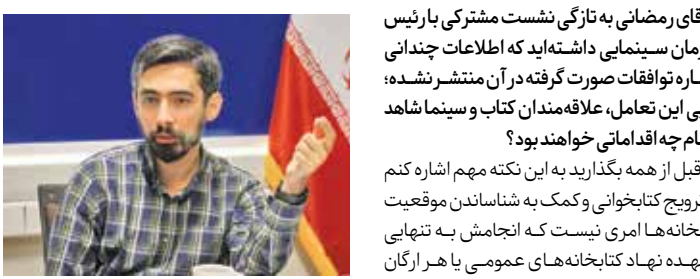 قای رمضانی به تازگی نشست مشترکی با رئیس
زمان سینمایی داشته‌اید که اطلاعات چندانی
باره توافقات صورت گرفته در آن منتشر نشده؛
ی این تعامل، علاقه‌مندان کتاب و سینما شاهد
ام چه اقداماتی خواهند بود؟
قبل از همه بگذارید به این نکته مهم اشاره کنم
رویج کتابخوانی و کمک به شناساندن موقعیت
خانه‌ها امری نیست که انجامش به تنهایی
هده نهاد کتابخانه‌های عمومی یا هر ارگان